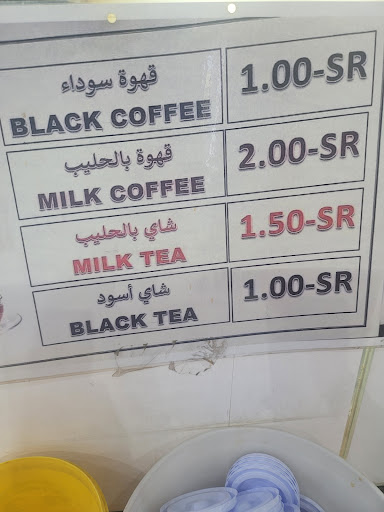 قهوة سوداء
BLACK COFFEE
1.00-SR
قهوة بالحليب
MILK COFFEE
2.00-SR
شاي بالحليب
MILK TEA
1.50-SR
شاي أسود
BLACK TEA
1.00-SR